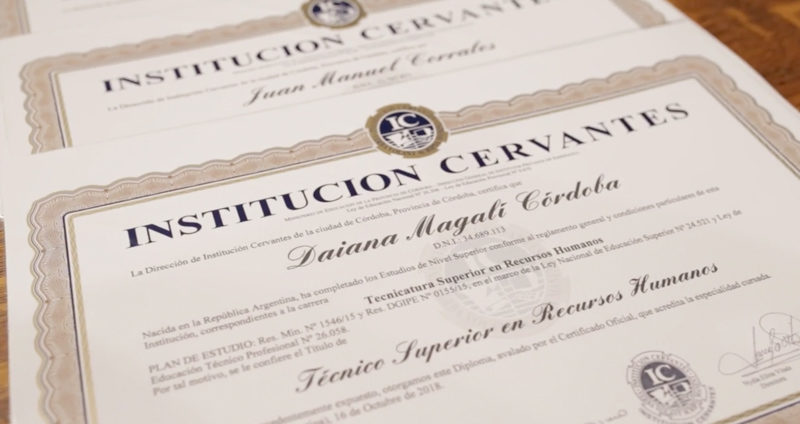 INSTITUCION CERVANTES
Juan Manuel Corrales
INSTITUCION CERVANTES
IC
La Dirección de Institución Cervantes de la ciudad de Córdoba, Provincia de Córdoba, certifica que
Daiana Magalí Córdoba
D.N.I.: 34.689.113
Nacida en la República Argentina, ha completado los Estudios de Nivel Superior conforme al reglamento general y condiciones particulares de esta
Institución, correspondientes a la carrera
Tecnicatura Superior en Recursos Humanos
PLAN DE ESTUDIO: Res. Min. Nº 1546/15 y Res. DGIPE Nº 0155/15, en el marco de la Ley Nacional de Educación Superior Nº 24.521 y Ley de
Educación Técnico Profesional Nº 26.058.
Por tal motivo, se le confiere el Título de
Técnico Superior en Recursos Humanos
expuesto, otorgamos este Diploma, avalado por el Certificado Oficial, que acredita la especialidad cursada.
16 de Octubre de 2018.
INSTITUCION CERVANTES
IC